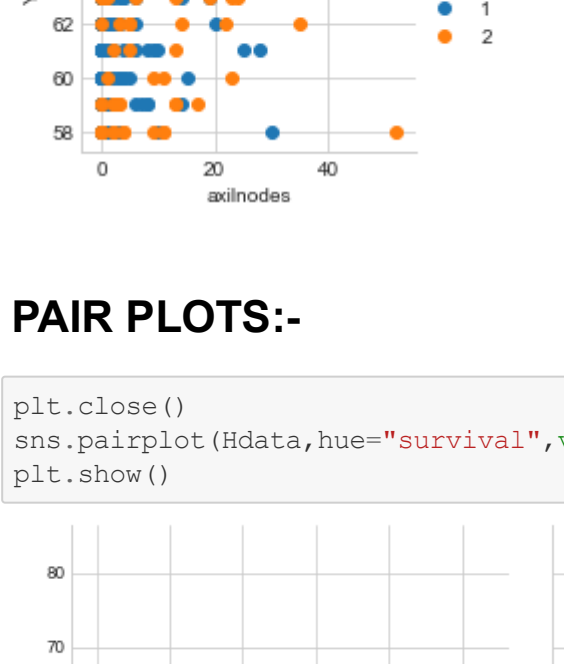 1
62
2
60
58
0 20 40
axilnodes
PAIR PLOTS:-
plt.close()
sns.pairplot(Hdata,hue="survival",
plt.show()
80
70